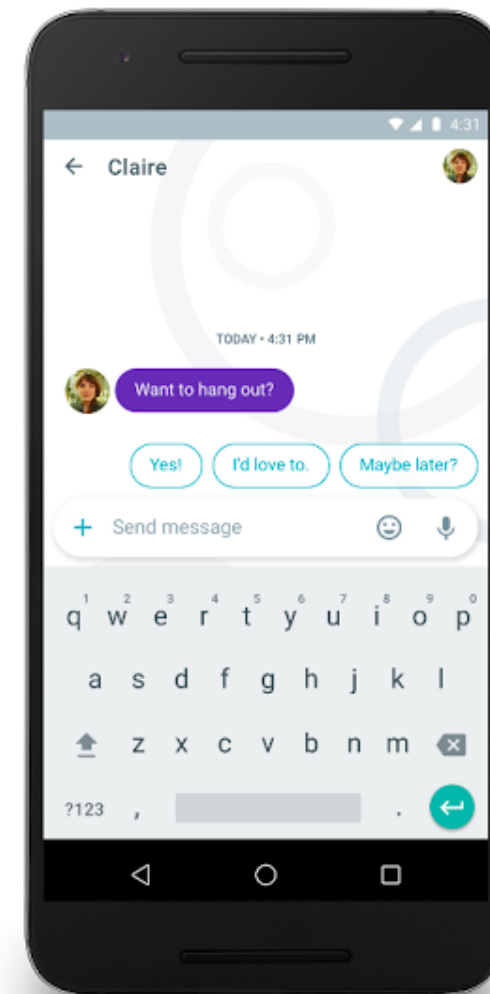 4:31
Claire
TODAY • 4:31 PM
Want to hang out?
Yes! I'd love to. Maybe later?
Send message
1 2 3 4 5 6 7 8 9 0
q w e r t y u i o p
a s d f g h j k l
z x c v b n m
?123 , .